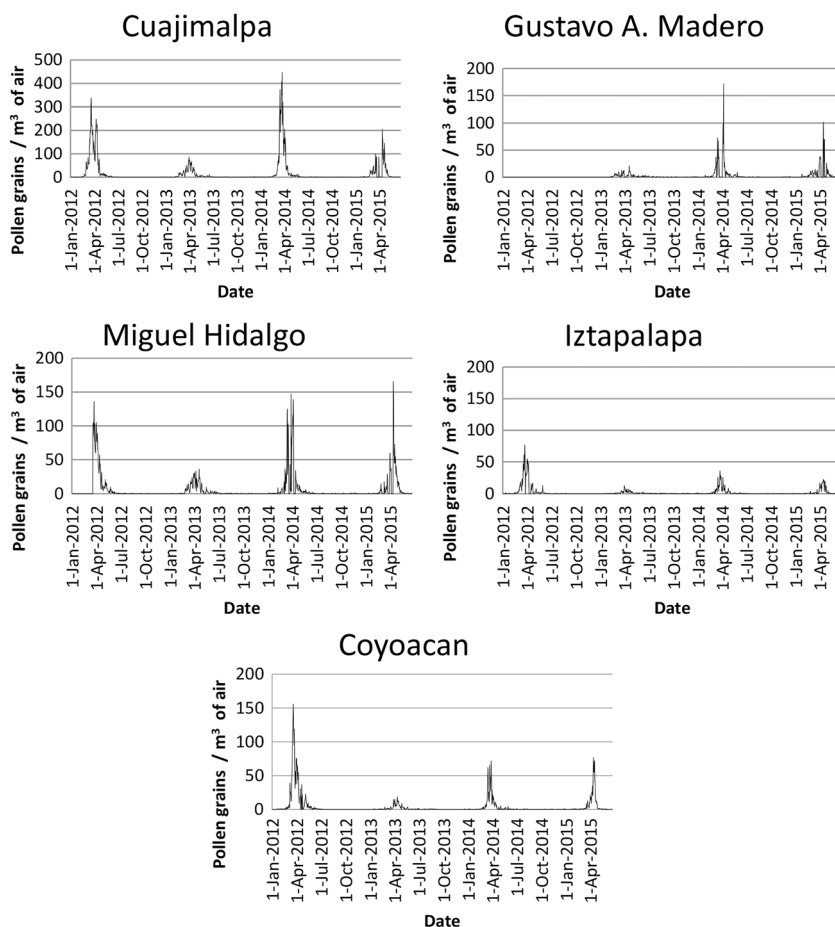 Cuajimalpa
Pollen grains / m³ of air
500
400
300
200
100
0
1-Jan-2012
1-Apr-2012
1-Jul-2012
1-Oct-2012
1-Jan-2013
1-Apr-2013
1-Jul-2013
1-Oct-2013
1-Jan-2014
1-Apr-2014
1-Jul-2014
1-Oct-2014
1-Jan-2015
1-Apr-2015
Date
Gustavo A. Madero
Pollen grains / m³ of air
200
150
100
50
0
1-Jan-2012
1-Apr-2012
1-Jul-2012
1-Oct-2012
1-Jan-2013
1-Apr-2013
1-Jul-2013
1-Oct-2013
1-Jan-2014
1-Apr-2014
1-Jul-2014
1-Oct-2014
1-Jan-2015
1-Apr-2015
Date
Miguel Hidalgo
Pollen grains / m³ of air
200
150
100
50
0
1-Jan-2012
1-Apr-2012
1-Jul-2012
1-Oct-2012
1-Jan-2013
1-Apr-2013
1-Jul-2013
1-Oct-2013
1-Jan-2014
1-Apr-2014
1-Jul-2014
1-Oct-2014
1-Jan-2015
1-Apr-2015
Date
Iztapalapa
Pollen grains / m³ of air
200
150
100
50
0
1-Jan-2012
1-Apr-2012
1-Jul-2012
1-Oct-2012
1-Jan-2013
1-Apr-2013
1-Jul-2013
1-Oct-2013
1-Jan-2014
1-Apr-2014
1-Jul-2014
1-Oct-2014
1-Jan-2015
1-Apr-2015
Date
Coyoacan
Pollen grains / m³ of air
200
150
100
50
0
1-Jan-2012
1-Apr-2012
1-Jul-2012
1-Oct-2012
1-Jan-2013
1-Apr-2013
1-Jul-2013
1-Oct-2013
1-Jan-2014
1-Apr-2014
1-Jul-2014
1-Oct-2014
1-Jan-2015
1-Apr-2015
Date